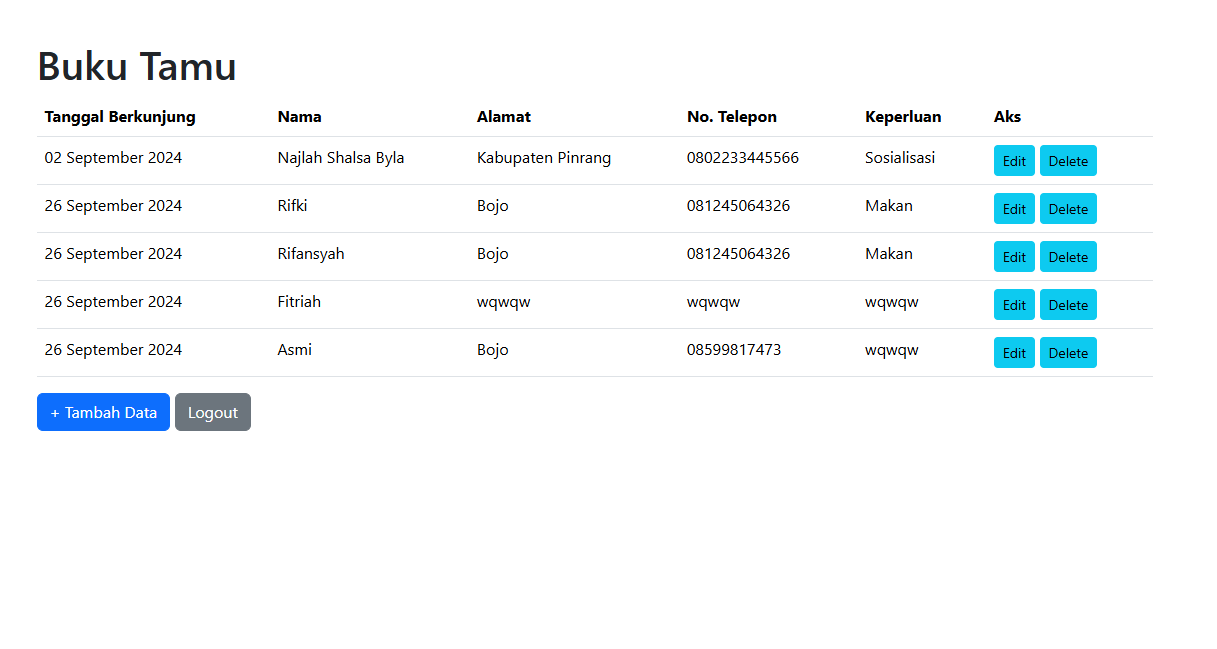 Buku Tamu
Tanggal Berkunjung Nama Alamat No. Telepon Keperluan Aks
02 September 2024 Najlah Shalsa Byla Kabupaten Pinrang 0802233445566 Sosialisasi Edit Delete
26 September 2024 Rifki Bojo 081245064326 Makan Edit Delete
26 September 2024 Rifansyah Bojo 081245064326 Makan Edit Delete
26 September 2024 Fitriah wqwqw wqwqw wqwqw Edit Delete
26 September 2024 Asmi Bojo 08599817473 wqwqw Edit Delete
+ Tambah Data Logout